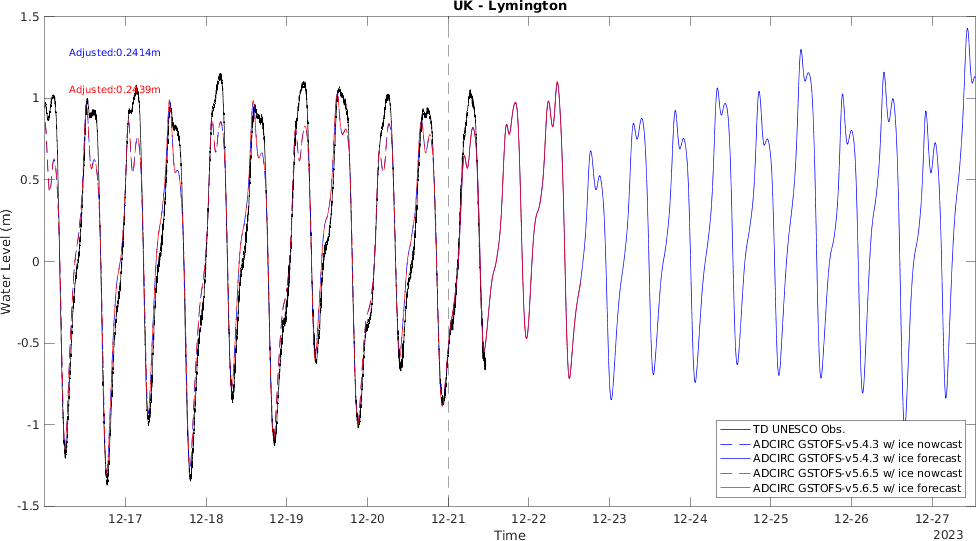 UK - Lymington
Adjusted:0.2414m
Adjusted:0.2439m
1.5
1
0.5
0
-0.5
-1
-1.5
Water Level (m)
12-17 12-18 12-19 12-20 12-21 12-22 12-23 12-24 12-25 12-26 12-27
Time
2023
TD UNESCO Obs.
ADCIRC GSTOFS-v5.4.3 w/ ice nowcast
ADCIRC GSTOFS-v5.4.3 w/ ice forecast
ADCIRC GSTOFS-v5.6.5 w/ ice nowcast
ADCIRC GSTOFS-v5.6.5 w/ ice forecast